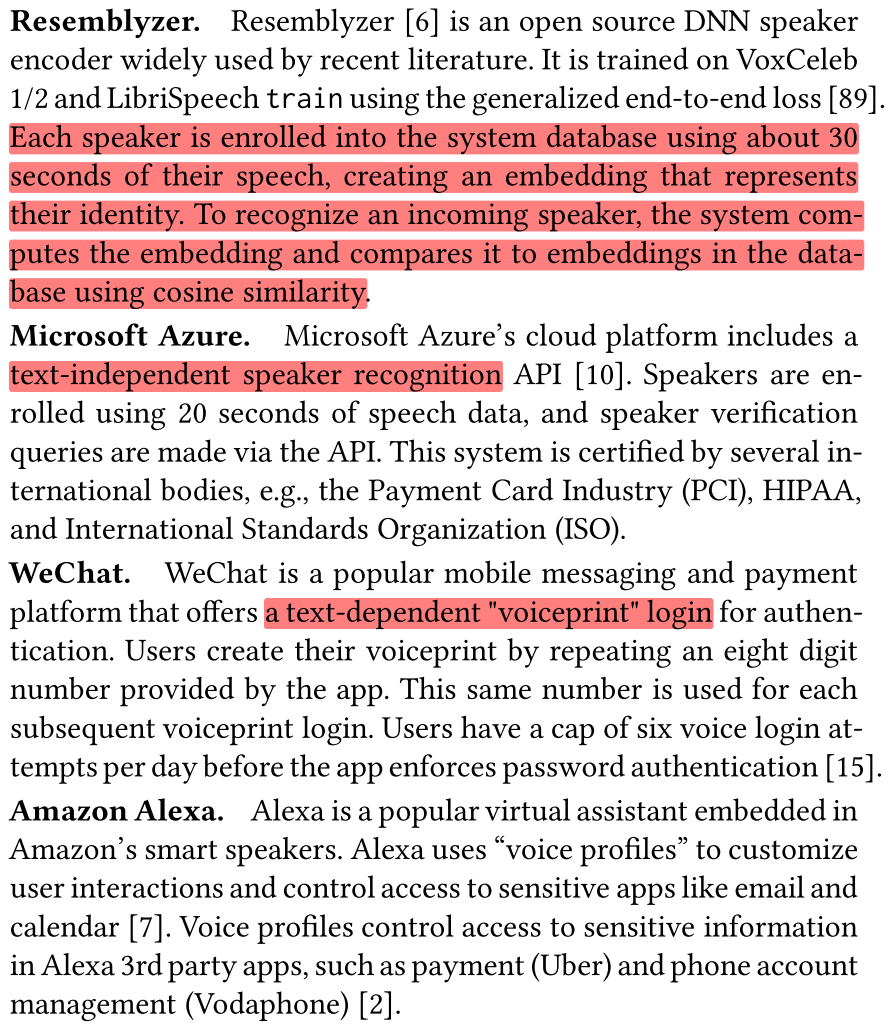 Resemblyzer. Resemblyzer [6] is an open source DNN speaker
encoder widely used by recent literature. It is trained on VoxCeleb
1/2 and LibriSpeech train using the generalized end-to-end loss [89].
Each speaker is enrolled into the system database using about 30
seconds of their speech, creating an embedding that represents
their identity. To recognize an incoming speaker, the system com-
putes the embedding and compares it to embeddings in the data-
base using cosine similarity.
Microsoft Azure. Microsoft Azure’s cloud platform includes a
text-independent speaker recognition API [10]. Speakers are en-
rolled using 20 seconds of speech data, and speaker verification
queries are made via the API. This system is certified by several in-
ternational bodies, e.g., the Payment Card Industry (PCI), HIPAA,
and International Standards Organization (ISO).
WeChat. WeChat is a popular mobile messaging and payment
platform that offers a text-dependent "voiceprint" login for authen-
tication. Users create their voiceprint by repeating an eight digit
number provided by the app. This same number is used for each
subsequent voiceprint login. Users have a cap of six voice login at-
tempts per day before the app enforces password authentication [15].
Amazon Alexa. Alexa is a popular virtual assistant embedded in
Amazon’s smart speakers. Alexa uses “voice profiles” to customize
user interactions and control access to sensitive apps like email and
calendar [7]. Voice profiles control access to sensitive information
in Alexa 3rd party apps, such as payment (Uber) and phone account
management (Vodaphone) [2].